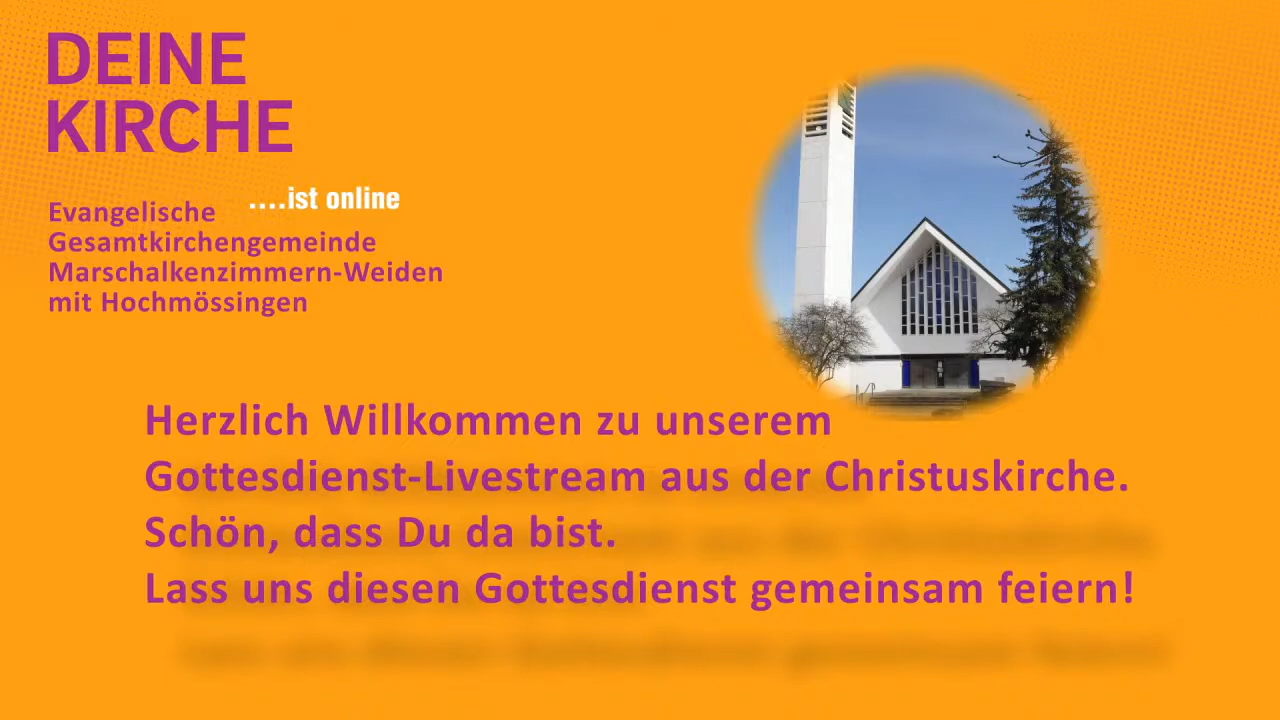 DEINE
KIRCHE
....ist online
Evangelische
Gesamtkirchengemeinde
Marschalkenzimmern-Weiden
mit Hochmössingen
Herzlich Willkommen zu unserem
Gottesdienst-Livestream aus der Christuskirche.
Schön, dass Du da bist.
Lass uns diesen Gottesdienst gemeinsam feiern!